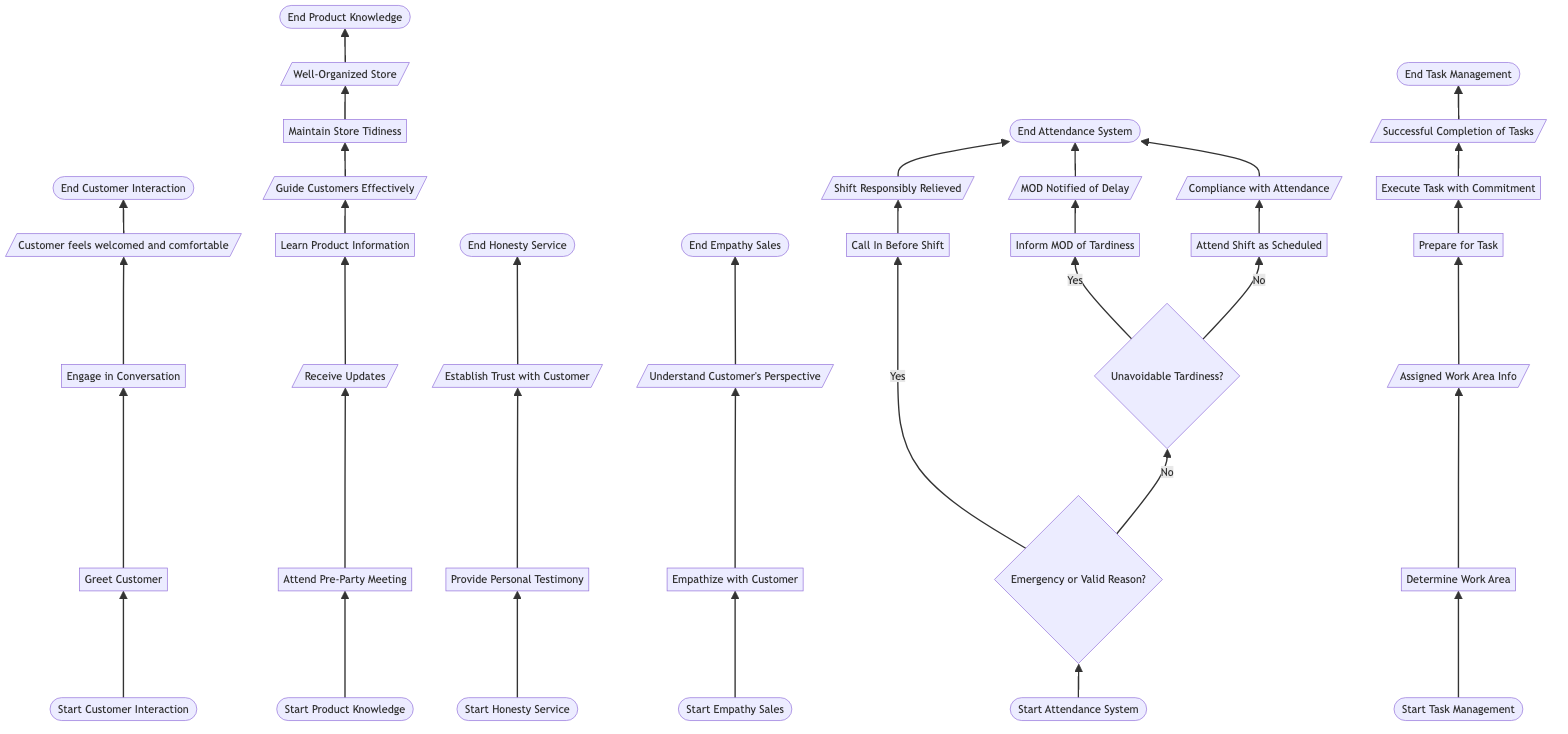 End Product Knowledge
Well-Organized Store
End Task Management
Maintain Store Tidiness
End Attendance System
Successful Completion of Tasks
End Customer Interaction
Guide Customers Effectively
Shift Responsibly Relieved
MOD Notified of Delay
Compliance with Attendance
Execute Task with Commitment
Customer feels welcomed and comfortable
Learn Product Information
End Honesty Service
End Empathy Sales
Call In Before Shift
Inform MOD of Tardiness
Attend Shift as Scheduled
Prepare for Task
Yes
No
Engage in Conversation
Receive Updates
Establish Trust with Customer
Understand Customer's Perspective
Yes
Unavoidable Tardiness?
Assigned Work Area Info
No
Greet Customer
Attend Pre-Party Meeting
Provide Personal Testimony
Empathize with Customer
Emergency or Valid Reason?
Determine Work Area
Start Customer Interaction
Start Product Knowledge
Start Honesty Service
Start Empathy Sales
Start Attendance System
Start Task Management